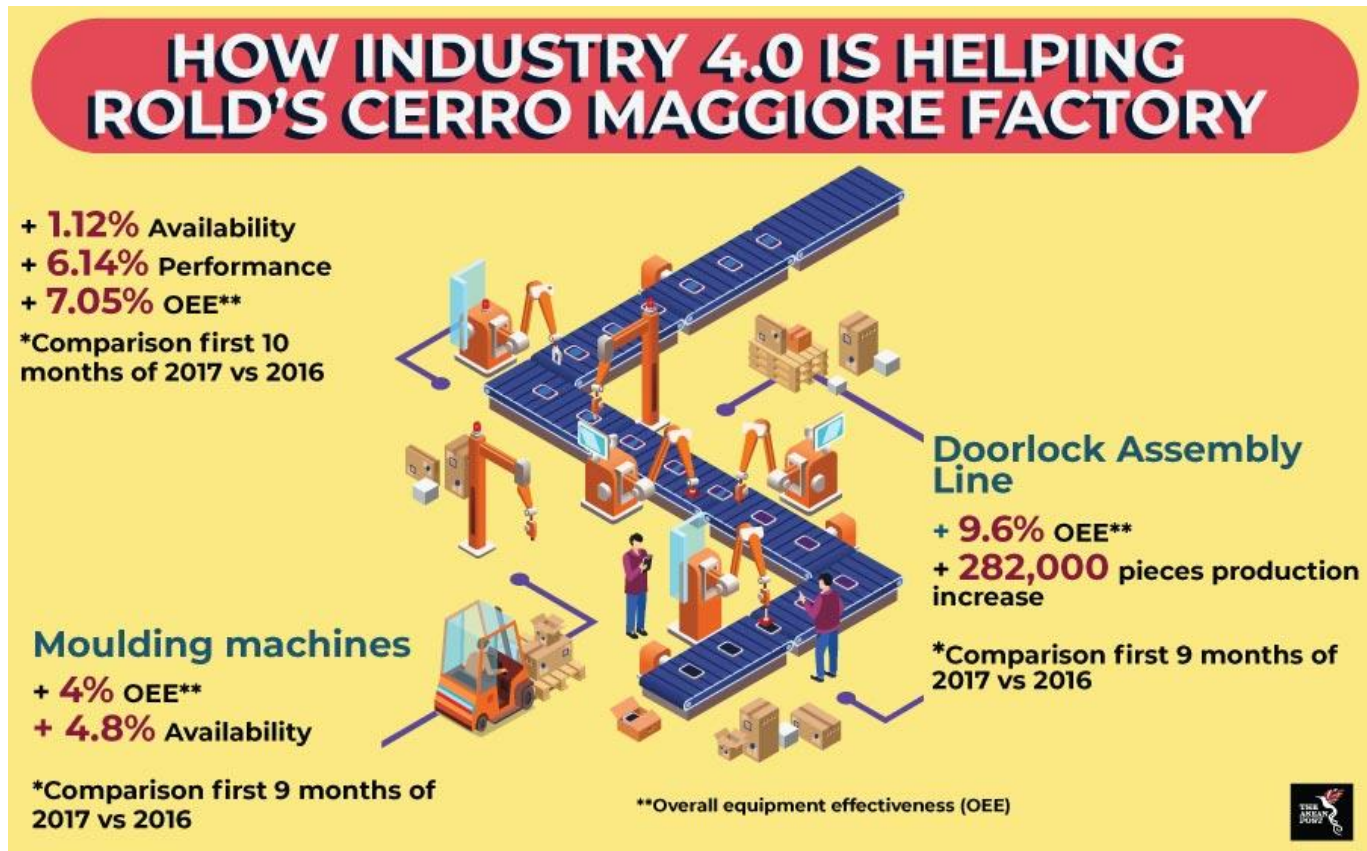 HOW INDUSTRY 4.0 IS HELPING
ROLD'S CERRO MAGGIORE FACTORY
+ 1.12% Availability
+ 6.14% Performance
+ 7.05% OEE**
*Comparison first 10
months of 2017 vs 2016
Doorlock Assembly
Line
+ 9.6% OEE**
+ 282,000 pieces production
increase
*Comparison first 9 months of
2017 vs 2016
Moulding machines
+ 4% OEE**
+ 4.8% Availability
*Comparison first 9 months of
2017 vs 2016
**Overall equipment effectiveness (OEE)
THE
ASEAN
POST